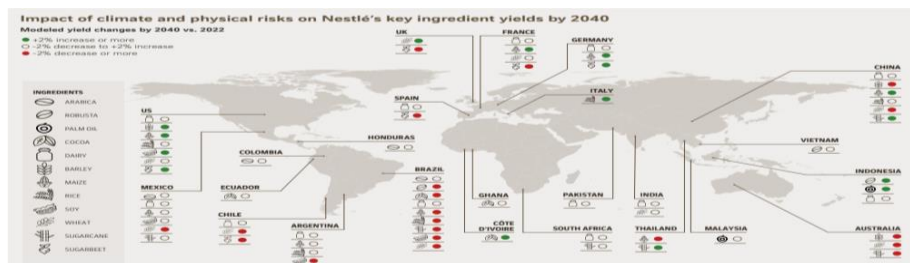 Impact of climate and physical risks on Nestlé's key ingredient yields by 2040
Modeled yield changes by 2040 vs. 2022
+2% increase or more
-2% decrease to +2% increase
-2% decrease or more
UK
FRANCE
GERMANY
CHINA
ITALY
SPAIN
INGREDIENTS
ARABICA
ROBUSTA
PALM OIL
COCOA
DAIRY
BARLEY
MAIZE
RICE
SOY
WHEAT
SUGARCANE
SUGARBEET
US
HONDURAS
VIETNAM
COLOMBIA
BRAZIL
INDONESIA
MEXICO
ECUADOR
GHANA
PAKISTAN
INDIA
CHILE
ARGENTINA
CÔTE
D'IVOIRE
SOUTH AFRICA
THAILAND
MALAYSIA
AUSTRALIA